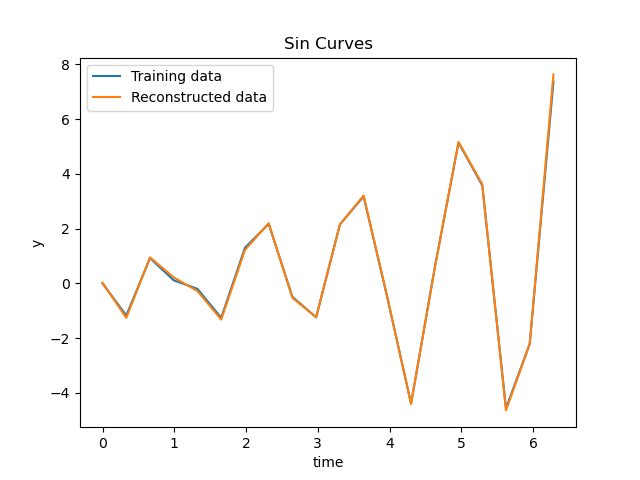 Sin Curves
Training data
Reconstructed data
8
6
4
2
0
−2
−4
y
0 1 2 3 4 5 6
time